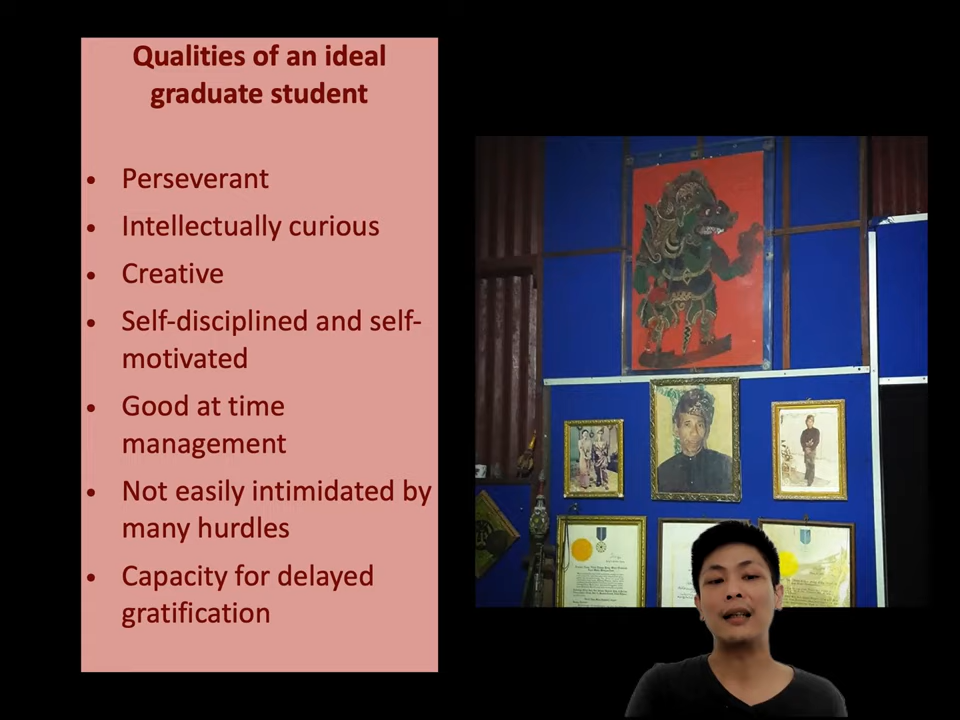 Qualities of an ideal
graduate student
• Perseverant
• Intellectually curious
• Creative
• Self-disciplined and self-
motivated
• Good at time
management
• Not easily intimidated by
many hurdles
• Capacity for delayed
gratification